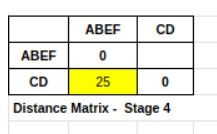 ABEF CD
ABEF 0
CD 25 0
Distance Matrix - Stage 4